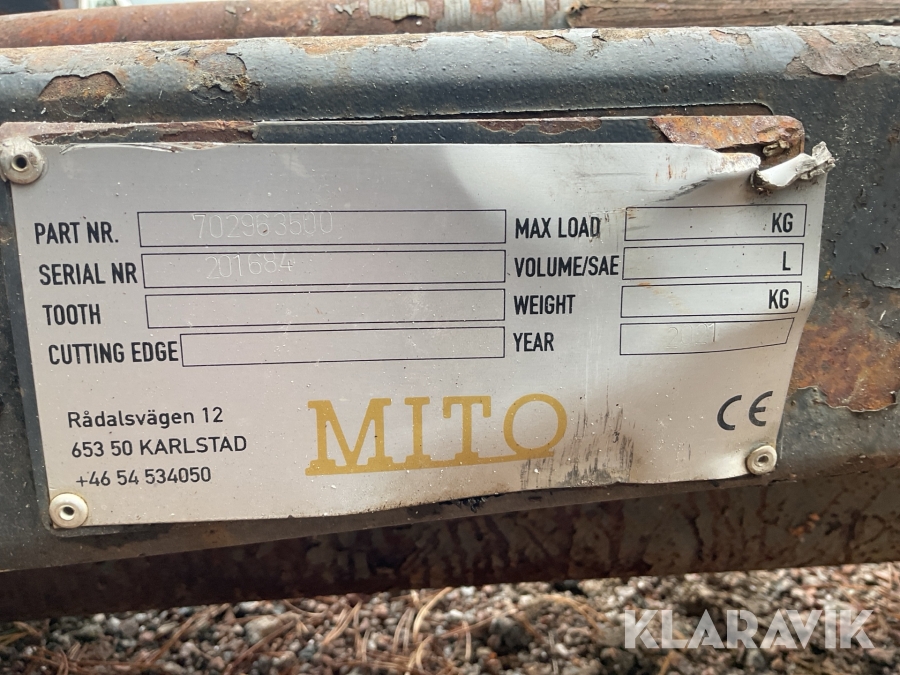 PART NR. 702963500
SERIAL NR 201684
TOOTH
CUTTING EDGE
MAX LOAD KG
VOLUME/SAE L
WEIGHT KG
YEAR
Rådalsvägen 12
653 50 KARLSTAD
+46 54 534050
MITO
CE
KLARAVIK